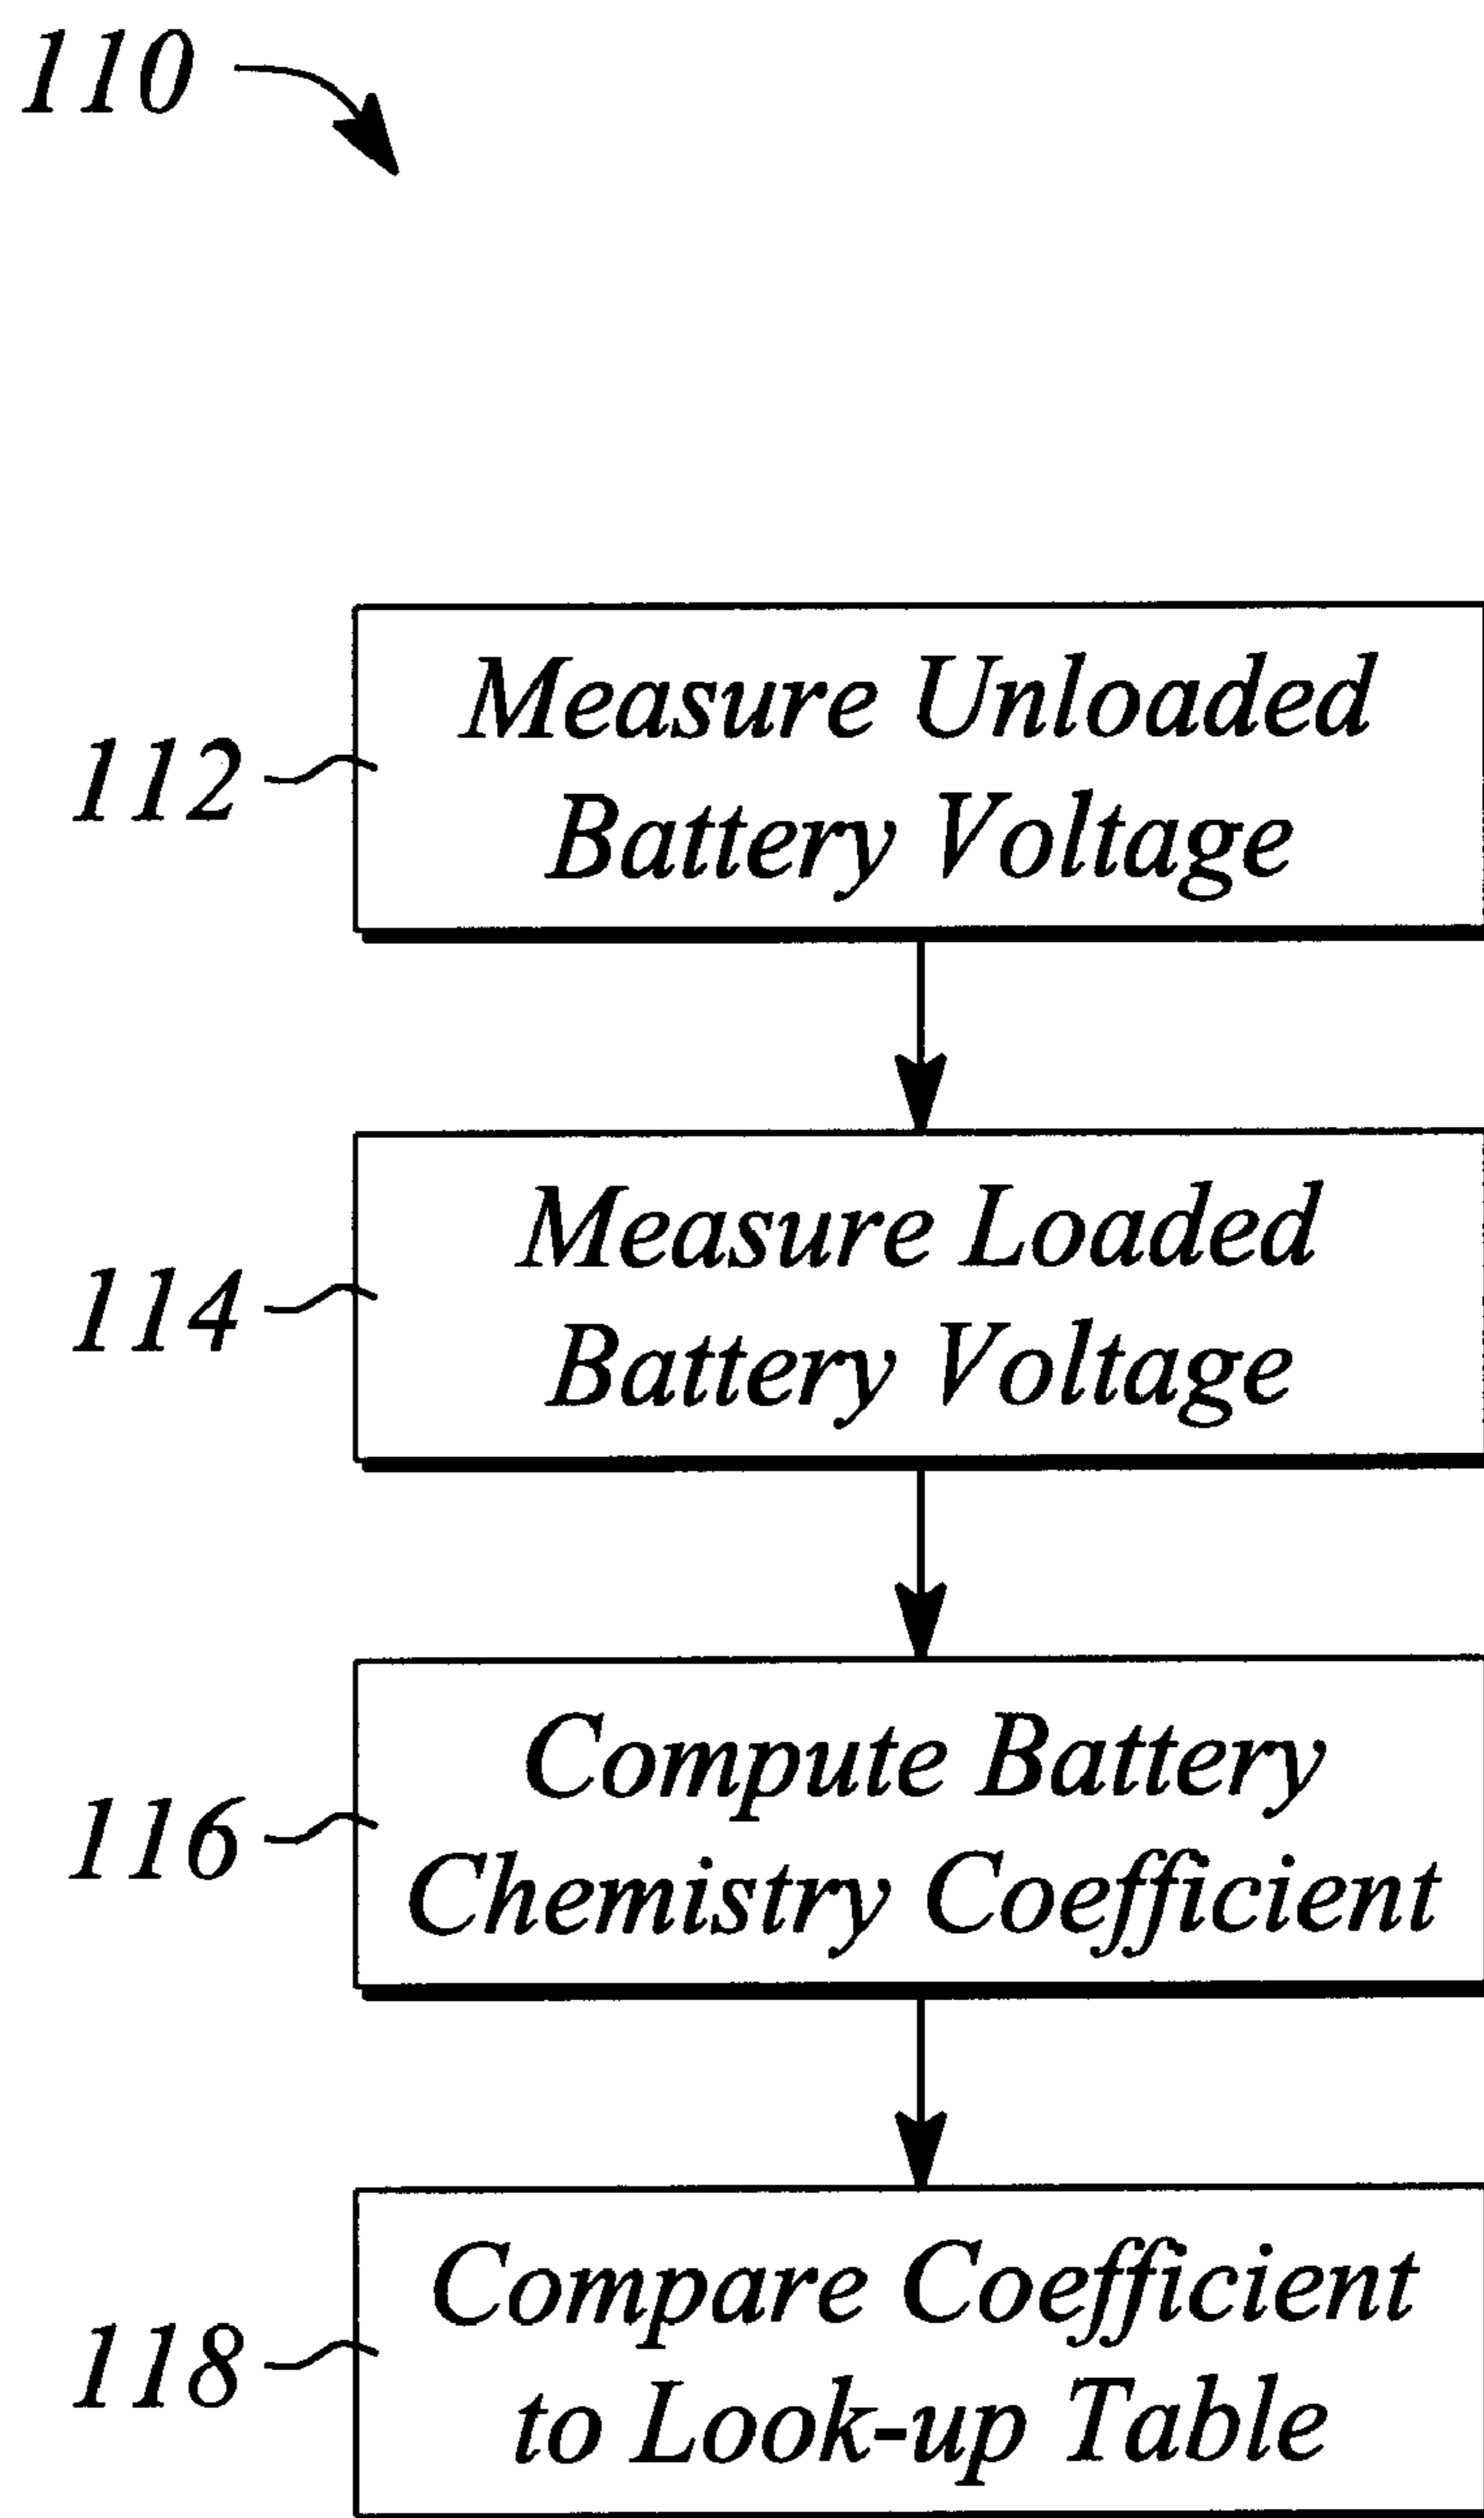 110
112
Measure Unloaded
Battery Voltage
114
Measure Loaded
Battery Voltage
116
Compute Battery
Chemistry Coefficient
118
Compare Coefficient
to Look-up Table